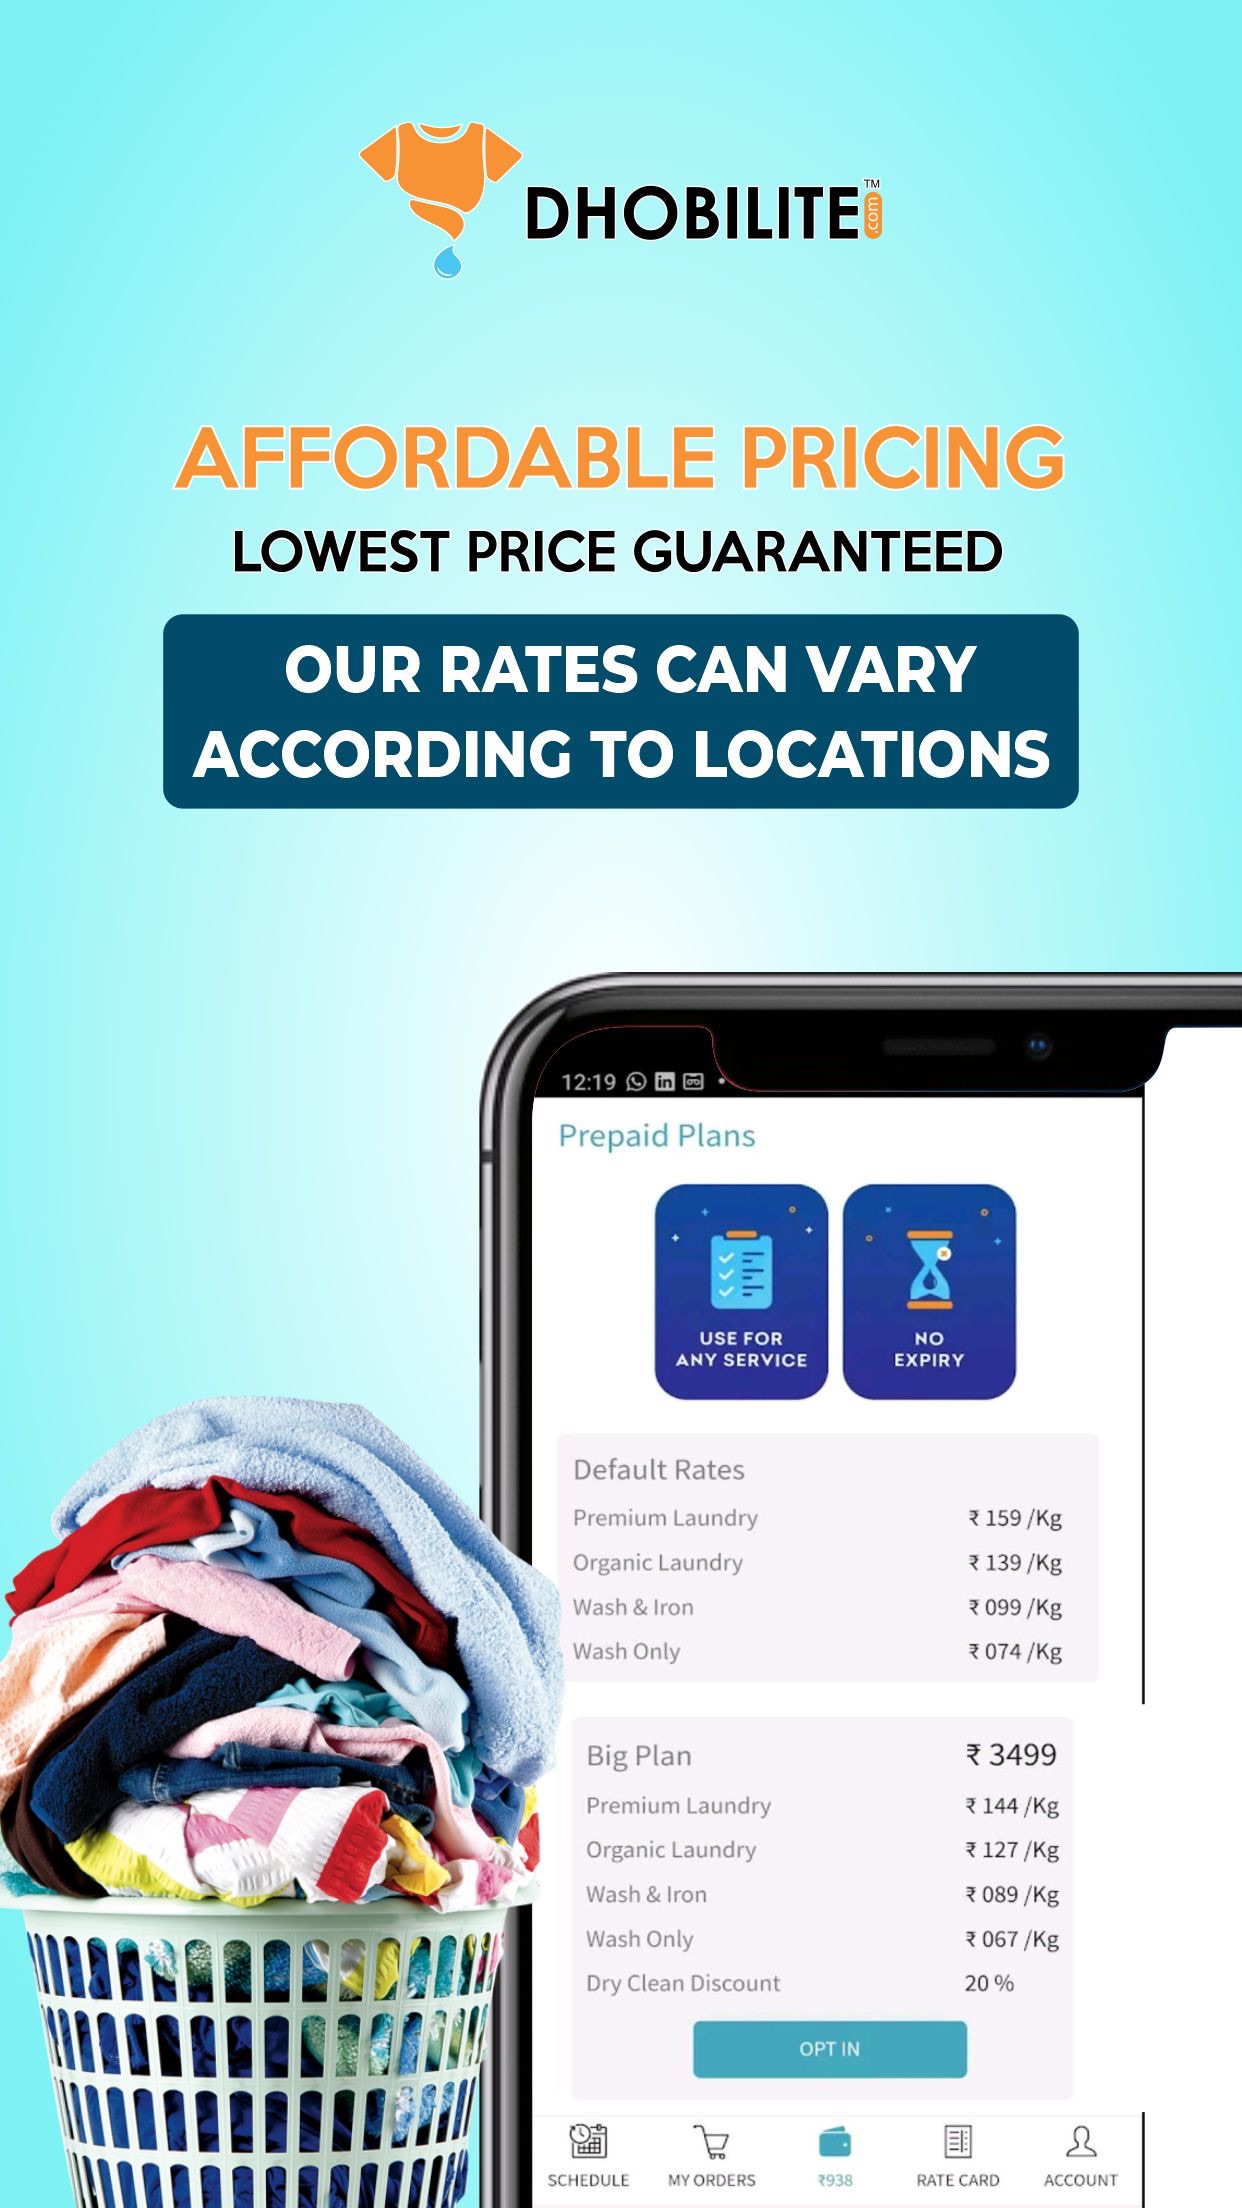 DHOBILITE.com™
AFFORDABLE PRICING
LOWEST PRICE GUARANTEED
OUR RATES CAN VARY
ACCORDING TO LOCATIONS
12:19
Prepaid Plans
USE FOR
ANY SERVICE
NO
EXPIRY
Default Rates
Premium Laundry ₹ 159 /Kg
Organic Laundry ₹ 139 /Kg
Wash & Iron ₹ 099 /Kg
Wash Only ₹ 074 /Kg
Big Plan ₹ 3499
Premium Laundry ₹ 144 /Kg
Organic Laundry ₹ 127 /Kg
Wash & Iron ₹ 089 /Kg
Wash Only ₹ 067 /Kg
Dry Clean Discount 20 %
OPT IN
SCHEDULE MY ORDERS ₹938 RATE CARD ACCOUNT